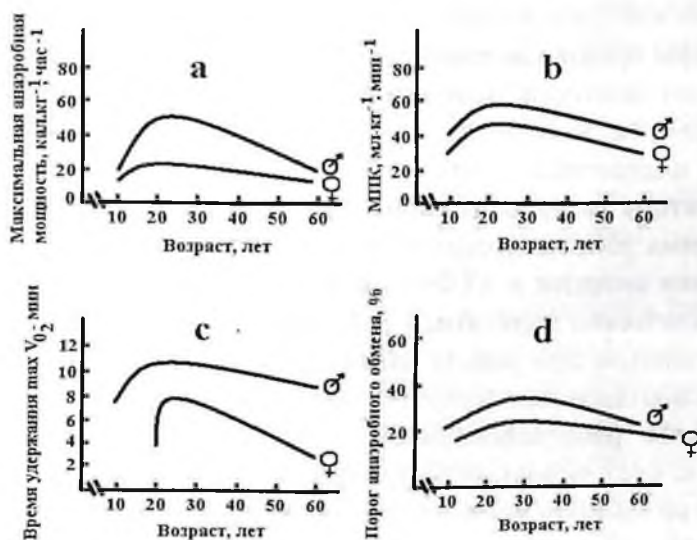 Максимальная анаэробная
мощность, кал.кг⁻¹; час⁻¹
a
80
60
40
20
0
10 20 30 40 50 60
Возраст, лет
МПК, мл·кг⁻¹; мин⁻¹
b
80
60
40
20
0
10 20 30 40 50 60
Возраст, лет
Время удержания max V0₂; мин
c
12
10
8
6
4
2
10 20 30 40 50 60
Возраст, лет
Порог анаэробного обмена, %
d
60
40
20
10 20 30 40 50 60
Возраст, лет